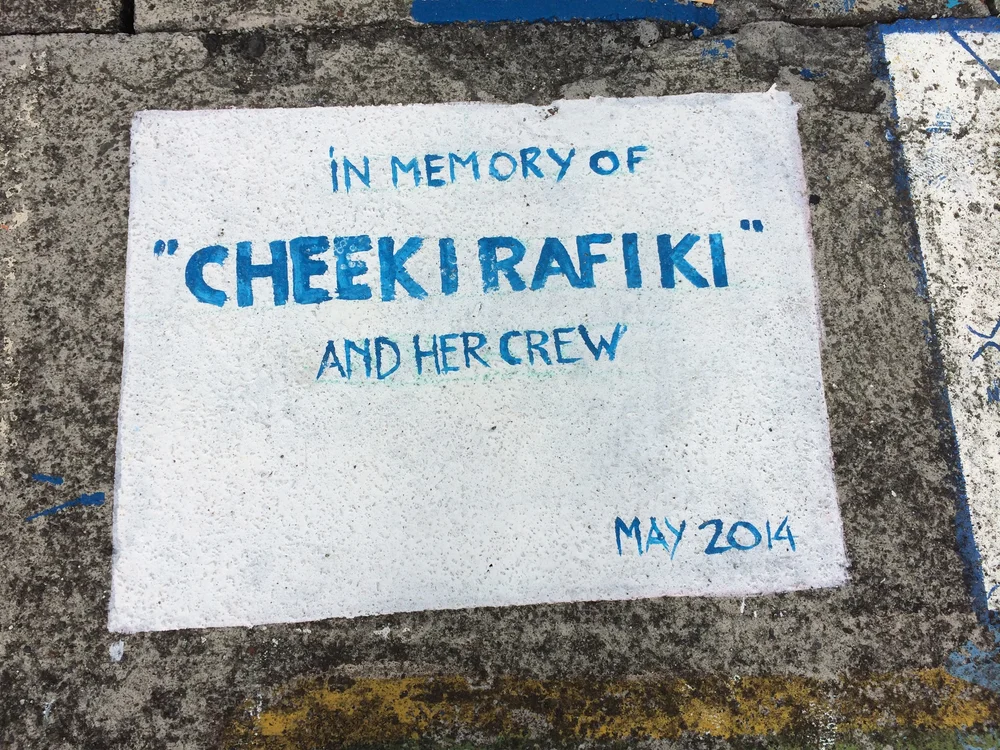 IN MEMORY OF
"CHEEKI RAFIKI"
AND HER CREW
MAY 2014